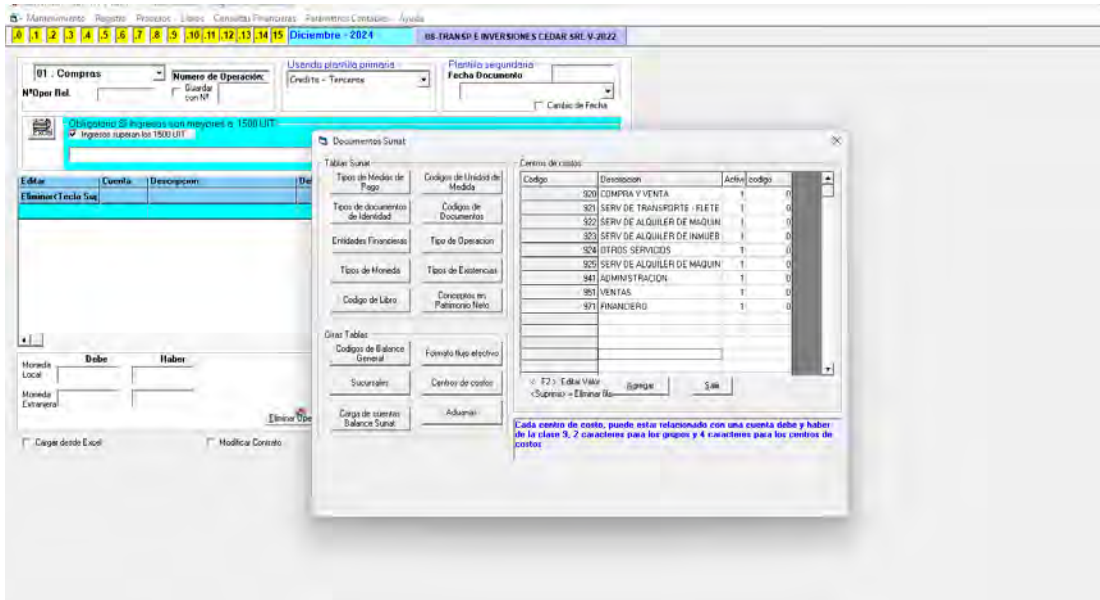 Mantenimiento Registro Procesos - Libros Consultas Financieras Parametros Contables Ayuda
.0 .1 .2 .3 .4 .5 .6 .7 .8 .9 .10 .11 .12 .13 .14 15 Diciembre - 2024 08-TRANSP E INVERSIONES CEDAR SRL V-2022
01 . Compras
Numero de Operación:
NºOper Rel.
Guardar con Nº
Usando plantilla primaria
Credito - Terceros
Plantilla segundaria
Fecha Documento
Cambio de Fecha
Obligatorio Si Ingresos son mayores a 1500 UIT
Ingresos superan los 1500 UIT
Editar Cuenta Descripcion
Eliminar(Tecla Sup
Debe Haber
Moneda Local
Moneda Extranjera
Cargar desde Excel
Modificar Contrato
Documentos Sunat
Tablas Sunat
Tipos de Medios de Pago
Codigos de Unidad de Medida
Tipos de documentos de Identidad
Codigos de Documentos
Entidades Financieras
Tipo de Operacion
Tipos de Moneda
Tipos de Existencias
Codigo de Libro
Conceptos en Patrimonio Neto
Otras Tablas
Codigos de Balance General
Formato flujo efectivo
Sucursales
Centros de costos
Carga de cuentas Balance Sunat
Aduanas
Centros de costos
Codigo Descripcion Active codigo
920 COMPRA Y VENTA 1 0
921 SERV DE TRANSPORTE - FLETE 1 0
922 SERV DE ALQUILER DE MAQUIN 1 0
923 SERV DE ALQUILER DE INMUEB 1 0
924 OTROS SERVICIOS 1 0
925 SERV DE ALQUILER DE MAQUIN 1 0
941 ADMINISTRACION 1 0
951 VENTAS 1 0
971 FINANCIERO 1 0
< F2 > Editar Valor
<Suprimir> = Eliminar fila
Agregar
Salir
Cada centro de costo, puede estar relacionado con una cuenta debe y haber
de la clase 9, 2 caracteres para los grupos y 4 caracteres para los centros de
costos